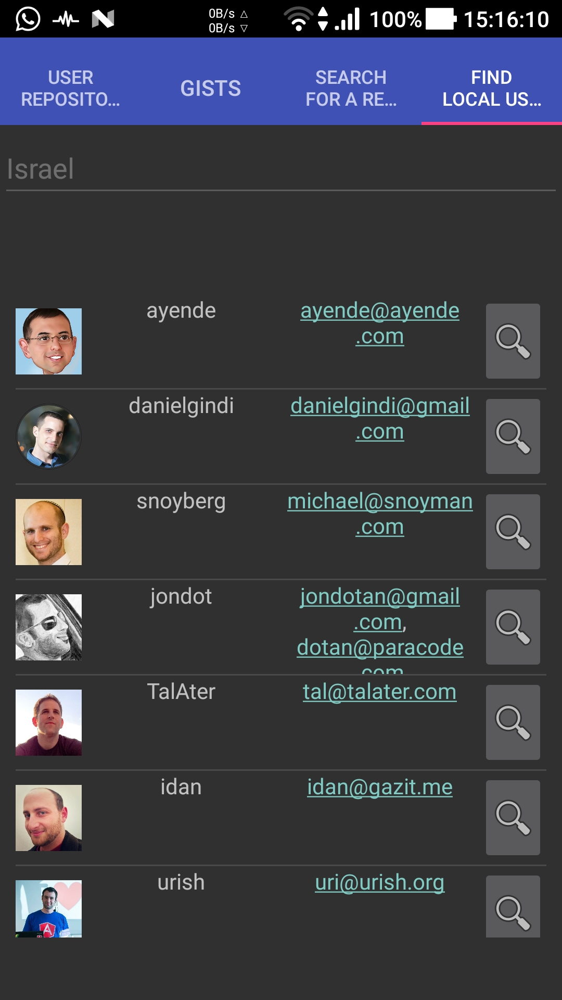 0B/s △
0B/s ▽
100%
15:16:10
USER
REPOSITO...
GISTS
SEARCH
FOR A RE...
FIND
LOCAL US...
Israel
ayende
ayende@ayende
.com
danielgindi
danielgindi@gmail
.com
snoyberg
michael@snoyman
.com
jondot
jondotan@gmail
.com,
dotan@paracode
.com
TalAter
tal@talater.com
idan
idan@gazit.me
urish
uri@urish.org